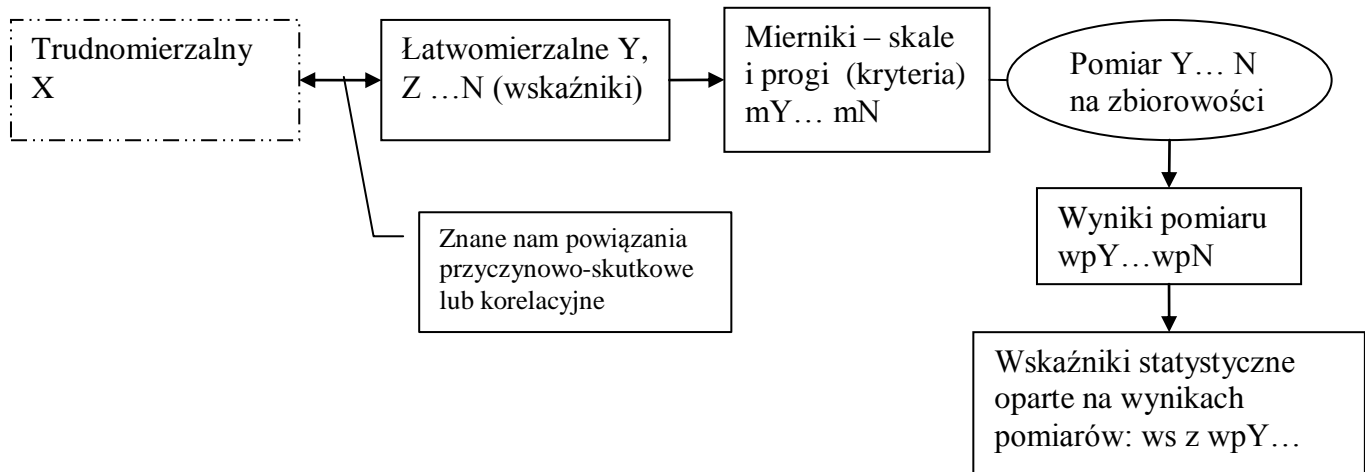 Trudnomierzalny
X
Łatwomierzalne Y,
Z …N (wskaźniki)
Mierniki – skale
i progi (kryteria)
mY… mN
Pomiar Y… N
na zbiorowości
Znane nam powiązania
przyczynowo-skutkowe
lub korelacyjne
Wyniki pomiaru
wpY…wpN
Wskaźniki statystyczne
oparte na wynikach
pomiarów: ws z wpY…